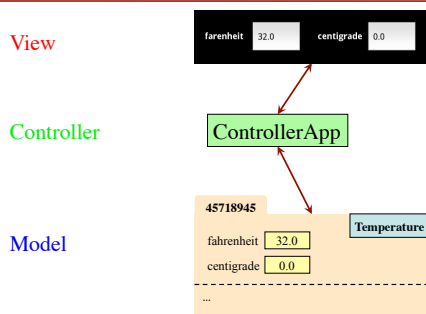 View
farenheit 32.0 centigrade 0.0
Controller
ControllerApp
45718945
Temperature
Model
fahrenheit 32.0
centigrade 0.0
...